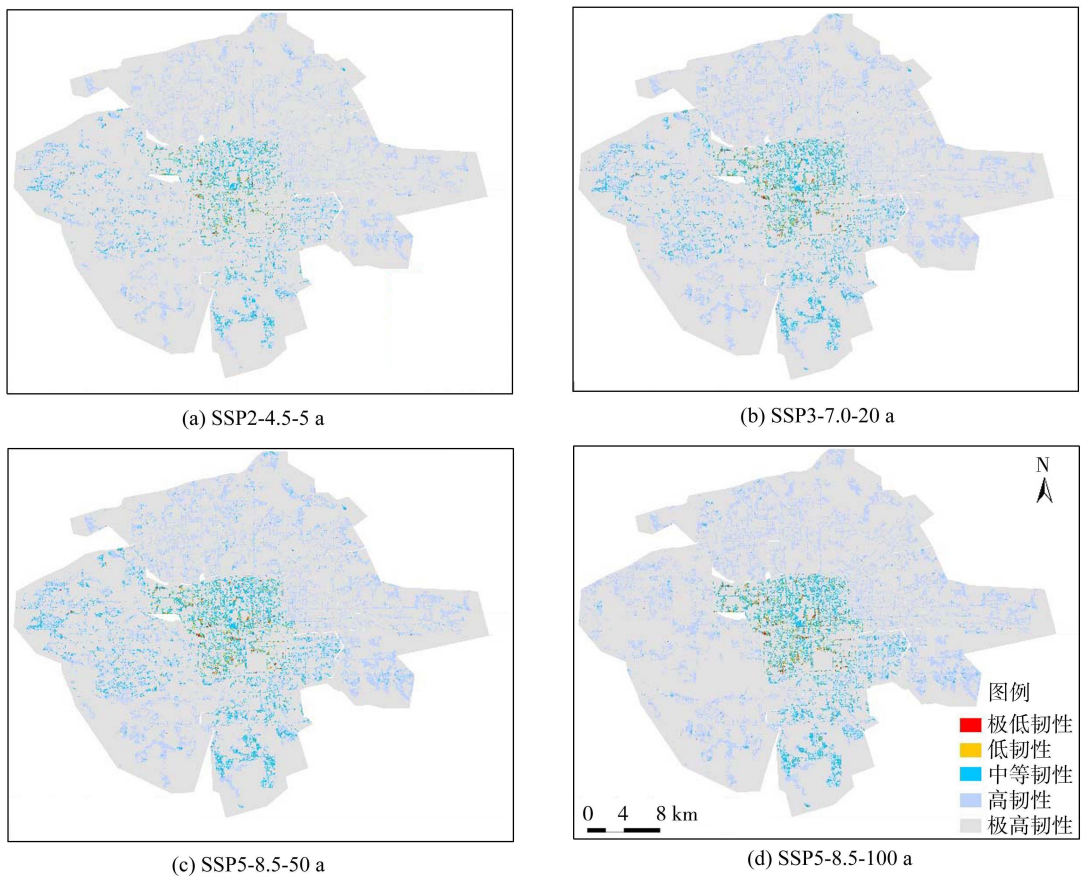 (a) SSP2-4.5-5 a
(b) SSP3-7.0-20 a
N
图例
极低韧性
低韧性
中等韧性
高韧性
极高韧性
0 4 8 km
(c) SSP5-8.5-50 a
(d) SSP5-8.5-100 a